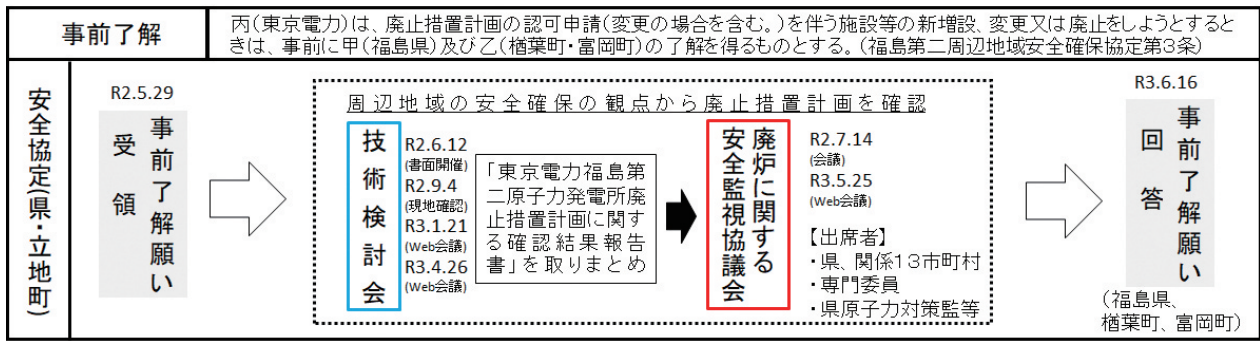 事前了解
丙(東京電力)は、廃止措置計画の認可申請(変更の場合を含む。)を伴う施設等の新増設、変更又は廃止をしようとすると
きは、事前に甲(福島県)及び乙(楢葉町・富岡町)の了解を得るものとする。(福島第二周辺地域安全確保協定第3条)
安全協定(県・立地町)
R2.5.29
事前了解願い
受領
周辺地域の安全確保の観点から廃止措置計画を確認
技術検討会
R2.6.12
(書面開催)
R2.9.4
(現地確認)
R3.1.21
(Web会議)
R3.4.26
(Web会議)
「東京電力福島第
二原子力発電所廃
止措置計画に関す
る確認結果報告
書」を取りまとめ
廃炉に関する
安全監視協議会
R2.7.14
(会議)
R3.5.25
(Web会議)
【出席者】
・県、関係13市町村
・専門委員
・県原子力対策監等
R3.6.16
事前了解願い
回答
(福島県、
楢葉町、富岡町)